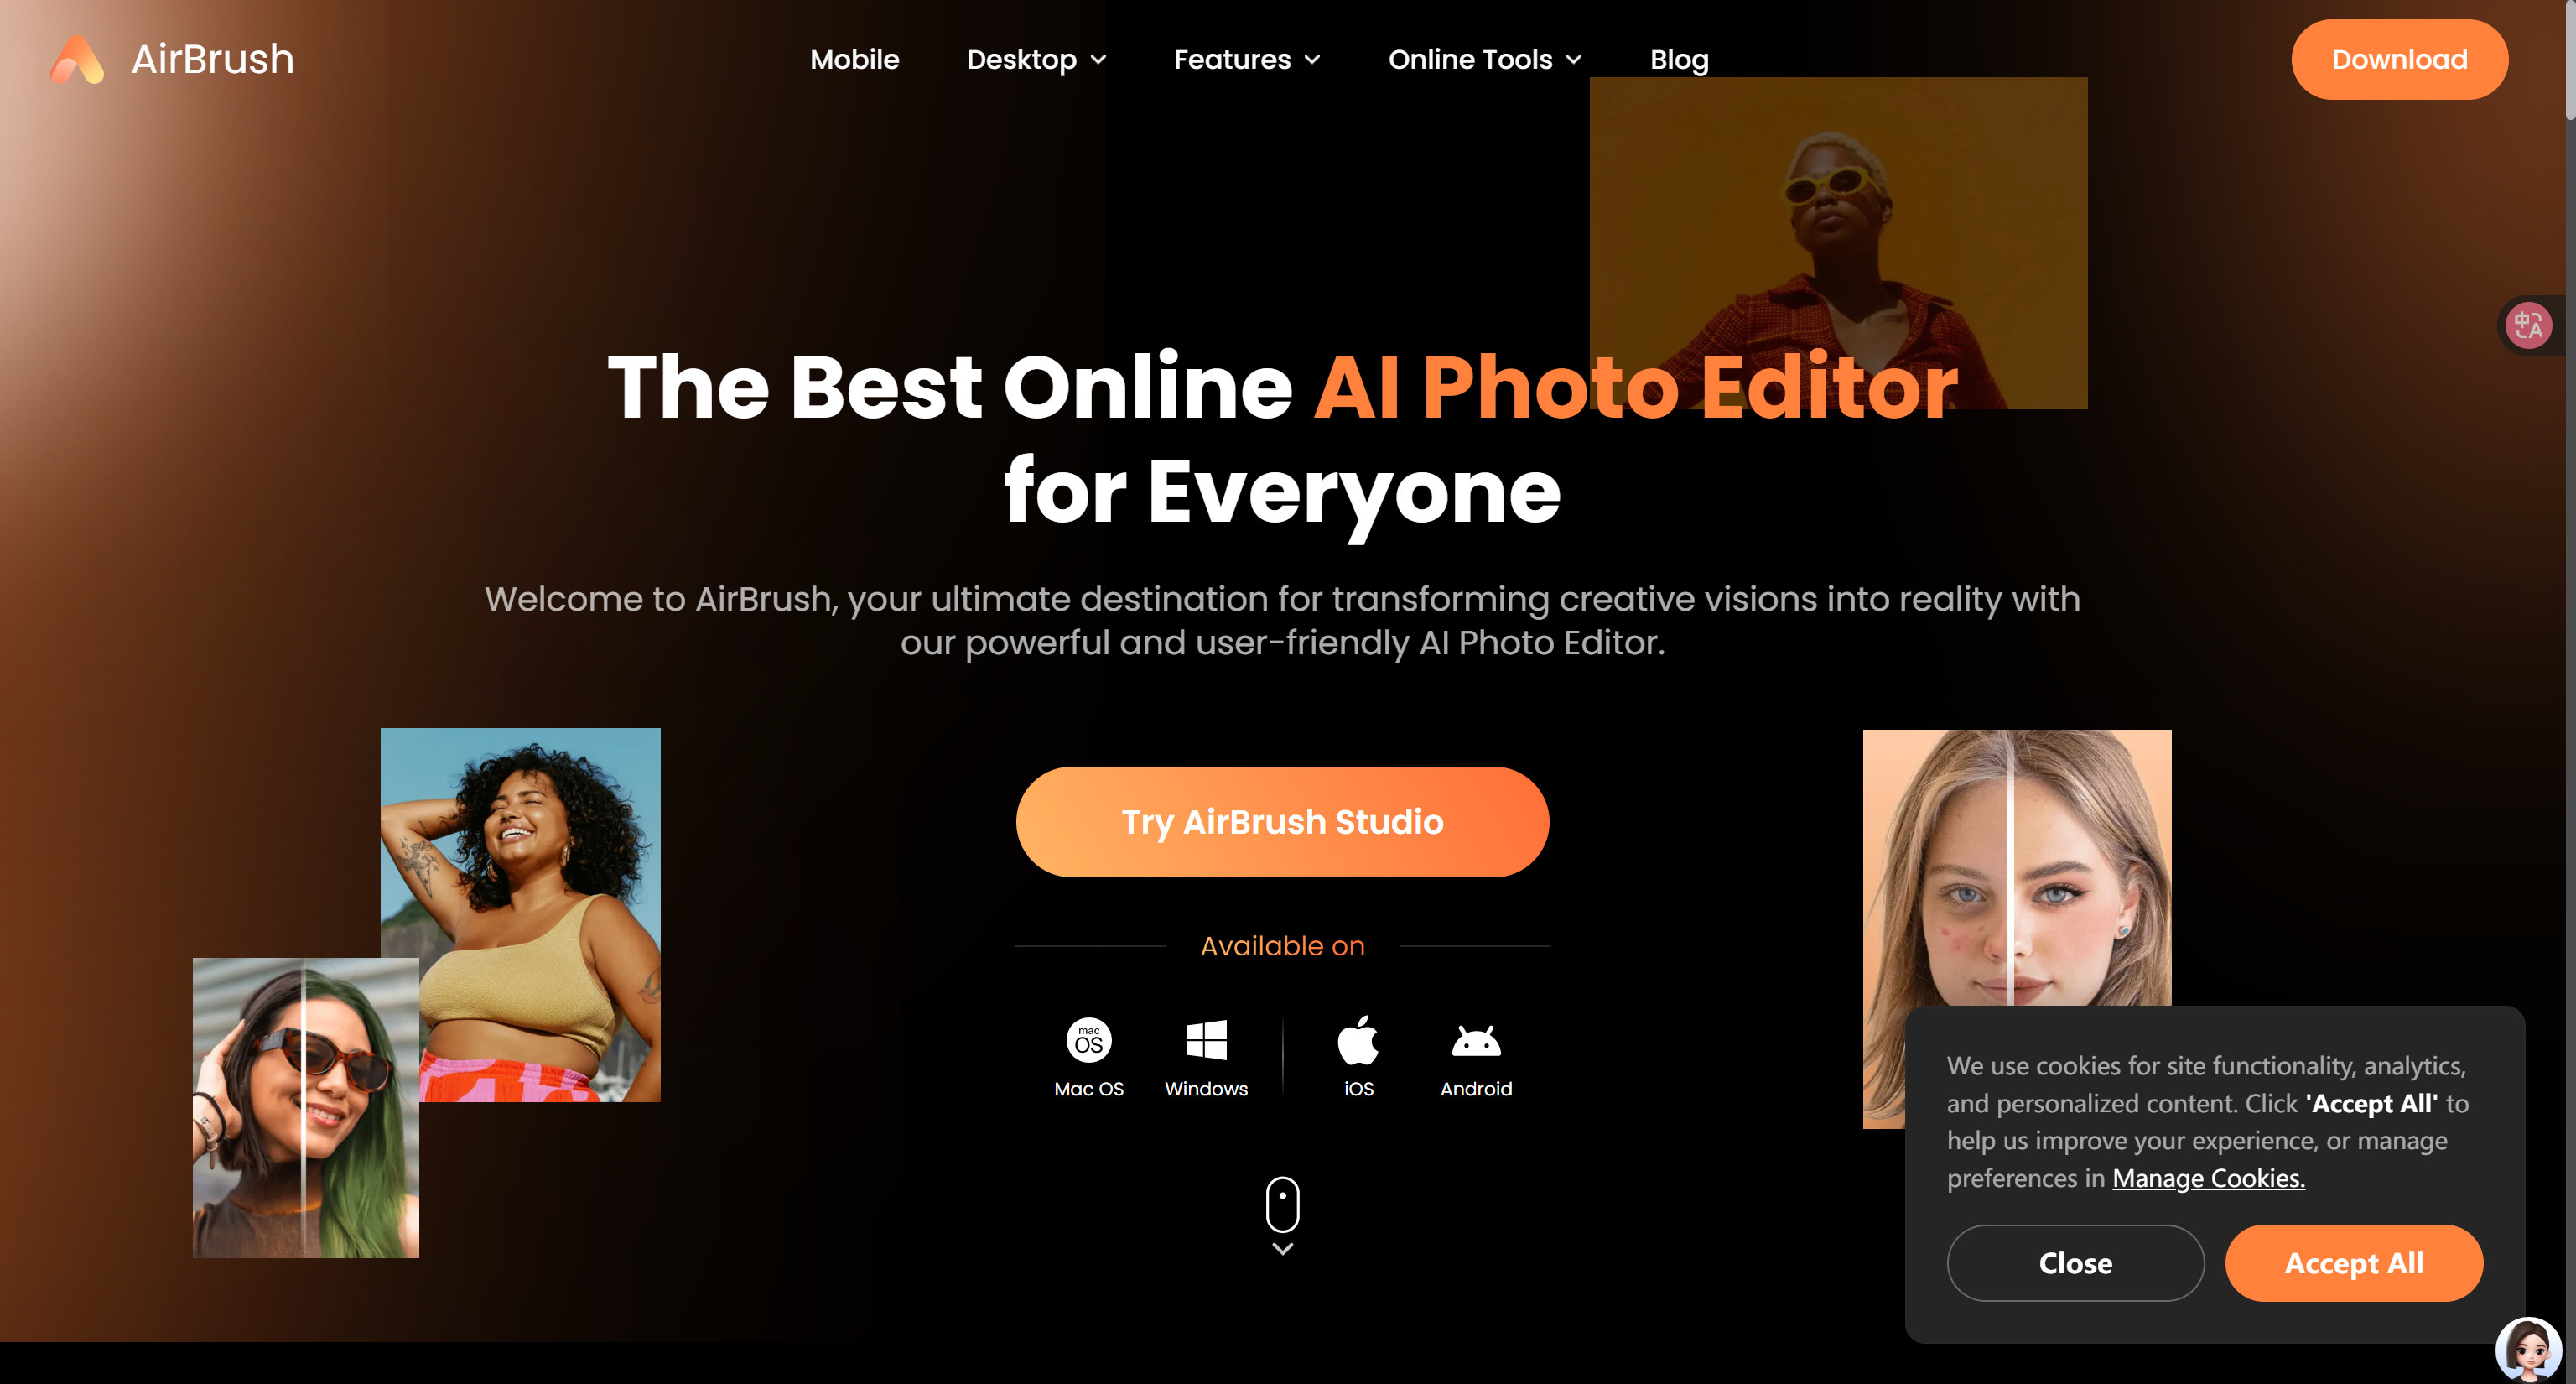 AirBrush
Mobile
Desktop
Features
Online Tools
Blog
Download
The Best Online AI Photo Editor
for Everyone
Welcome to AirBrush, your ultimate destination for transforming creative visions into reality with
our powerful and user-friendly AI Photo Editor.
Try AirBrush Studio
Available on
mac
OS
Mac OS
Windows
iOS
Android
We use cookies for site functionality, analytics,
and personalized content. Click 'Accept All' to
help us improve your experience, or manage
preferences in Manage Cookies.
Close
Accept All
中A